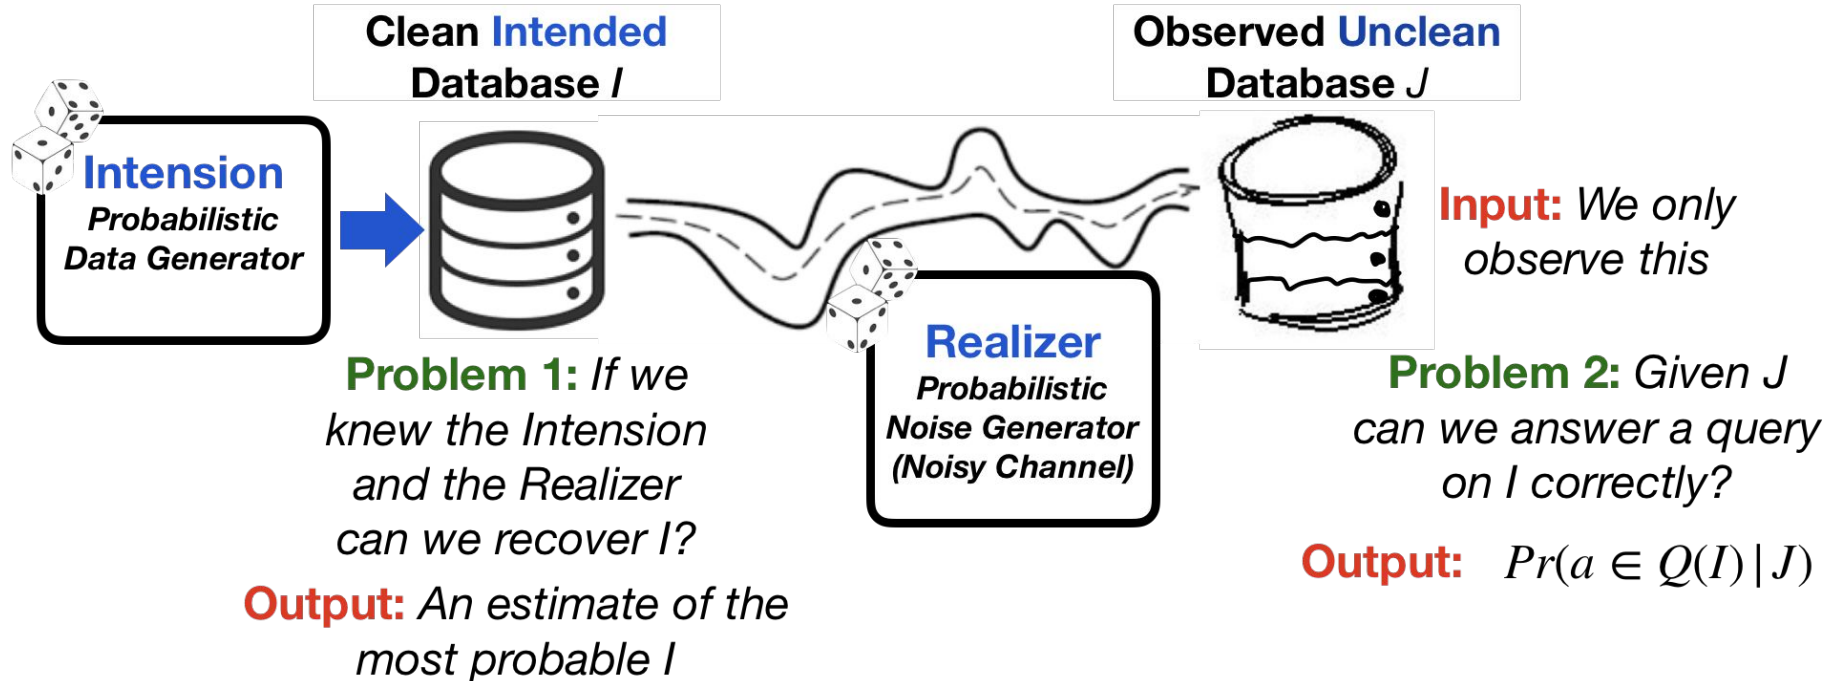 Clean Intended
Database I
Observed Unclean
Database J
Intension
Probabilistic
Data Generator
Input: We only
observe this
Realizer
Probabilistic
Noise Generator
(Noisy Channel)
Problem 1: If we
knew the Intension
and the Realizer
can we recover I?
Output: An estimate of the
most probable I
Problem 2: Given J
can we answer a query
on I correctly?
Output: Pr(a ∈ Q(I) | J)